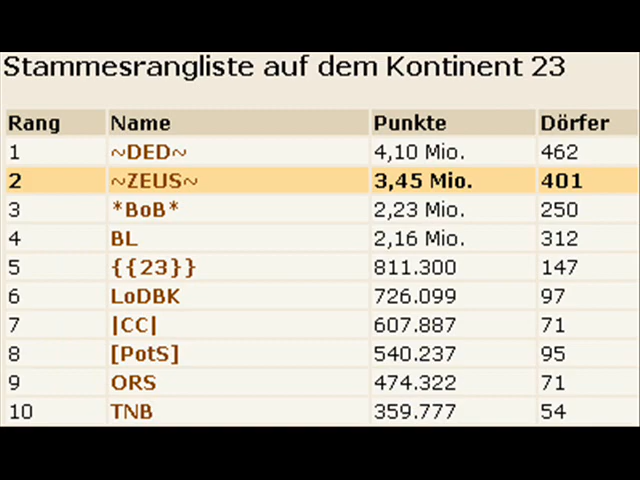 Stammesrangliste auf dem Kontinent 23
Rang Name Punkte Dörfer
1 ~DED~ 4,10 Mio. 462
2 ~ZEUS~ 3,45 Mio. 401
3 *BoB* 2,23 Mio. 250
4 BL 2,16 Mio. 312
5 {{23}} 811.300 147
6 LoDBK 726.099 97
7 |CC| 607.887 71
8 [PotS] 540.237 95
9 ORS 474.322 71
10 TNB 359.777 54